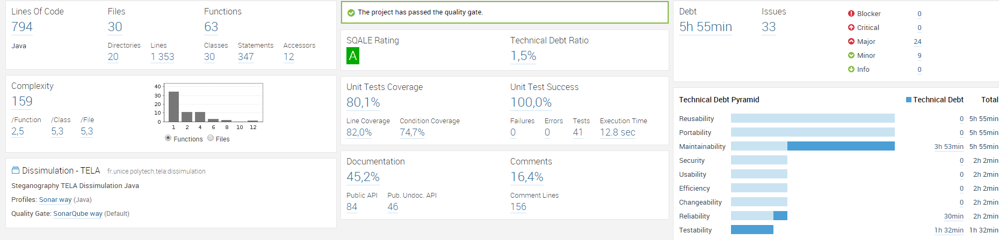 Lines Of Code Files Functions
794 30 63
Java
Directories Lines Classes Statements Accessors
20 1 353 30 347 12
Complexity
159
/Function /Class /File
2,5 5,3 5,3
40
30
20
10
0
1 2 4 6 8 10 12
Functions Files
Dissimulation - TELA fr.unice.polytech.tela:dissimulation
Steganography TELA Dissimulation Java
Profiles: Sonar way (Java)
Quality Gate: SonarQube way (Default)
The project has passed the quality gate.
SQALE Rating Technical Debt Ratio
A 1,5%
Unit Tests Coverage Unit Test Success
80,1% 100,0%
Line Coverage Condition Coverage Failures Errors Tests Execution Time
82,0% 74,7% 0 0 41 12.8 sec
Documentation Comments
45,2% 16,4%
Public API Pub. Undoc. API Comment Lines
84 46 156
Debt Issues
5h 55min 33
Blocker 0
Critical 0
Major 24
Minor 9
Info 0
Technical Debt Pyramid Technical Debt Total
Reusability 0 5h 55min
Portability 0 5h 55min
Maintainability 3h 53min 5h 55min
Security 0 2h 2min
Usability 0 2h 2min
Efficiency 0 2h 2min
Changeability 0 2h 2min
Reliability 30min 2h 2min
Testability 1h 32min 1h 32min